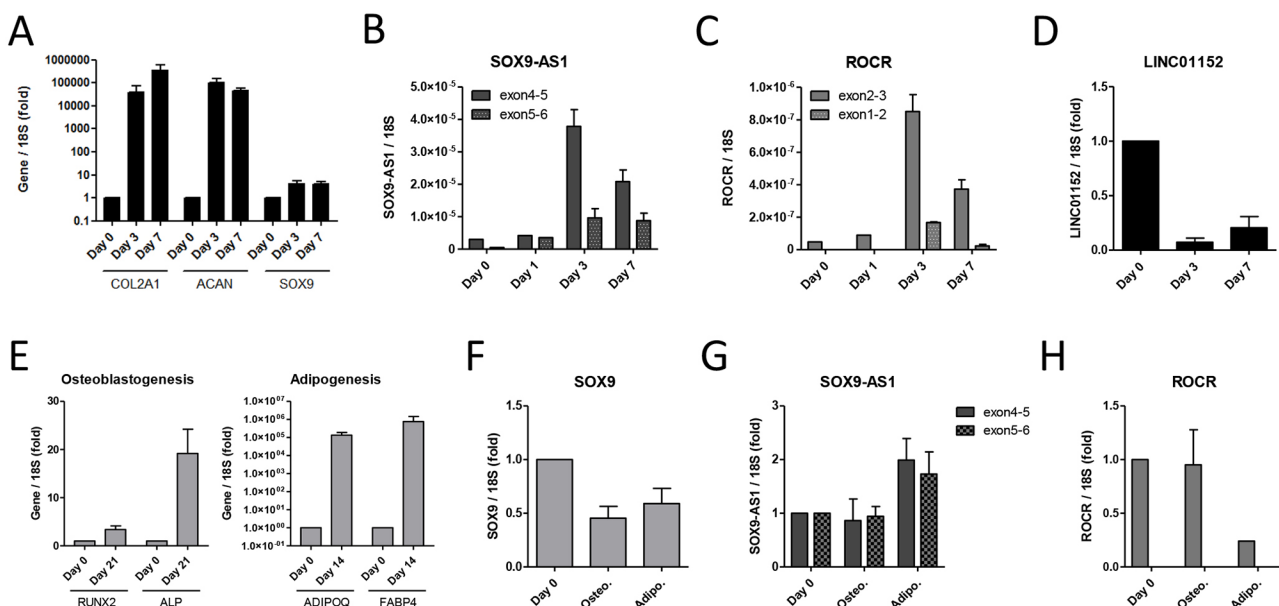 A
1000000
100000
10000
1000
100
10
1
0.1
Gene / 18S (fold)
Day 0
Day 3
Day 7
Day 0
Day 3
Day 7
Day 0
Day 3
Day 7
COL2A1
ACAN
SOX9
B
SOX9-AS1
5.0×10⁻⁵
4.0×10⁻⁵
3.0×10⁻⁵
2.0×10⁻⁵
1.0×10⁻⁵
0
SOX9-AS1 / 18S
exon4-5
exon5-6
Day 0
Day 1
Day 3
Day 7
C
ROCR
1.0×10⁻⁶
8.0×10⁻⁷
6.0×10⁻⁷
4.0×10⁻⁷
2.0×10⁻⁷
0
ROCR / 18S
exon2-3
exon1-2
Day 0
Day 1
Day 3
Day 7
D
LINC01152
1.5
1.0
0.5
0.0
LINC01152 / 18S (fold)
Day 0
Day 3
Day 7
E
Osteoblastogenesis
30
20
10
0
Gene / 18S (fold)
Day 0
Day 21
Day 0
Day 21
RUNX2
ALP
Adipogenesis
1.0×10⁰⁷
1.0×10⁰⁶
1.0×10⁰⁵
1.0×10⁰⁴
1.0×10⁰³
1.0×10⁰²
1.0×10⁰¹
1.0×10⁰⁰
1.0×10⁻⁰¹
Gene / 18S (fold)
Day 0
Day 14
Day 0
Day 14
ADIPOQ
FABP4
F
SOX9
1.5
1.0
0.5
0.0
SOX9 / 18S (fold)
Day 0
Osteo.
Adipo.
G
SOX9-AS1
3
2
1
0
SOX9-AS1 / 18S (fold)
exon4-5
exon5-6
Day 0
Osteo.
Adipo.
H
ROCR
1.5
1.0
0.5
0.0
ROCR / 18S (fold)
Day 0
Osteo.
Adipo.